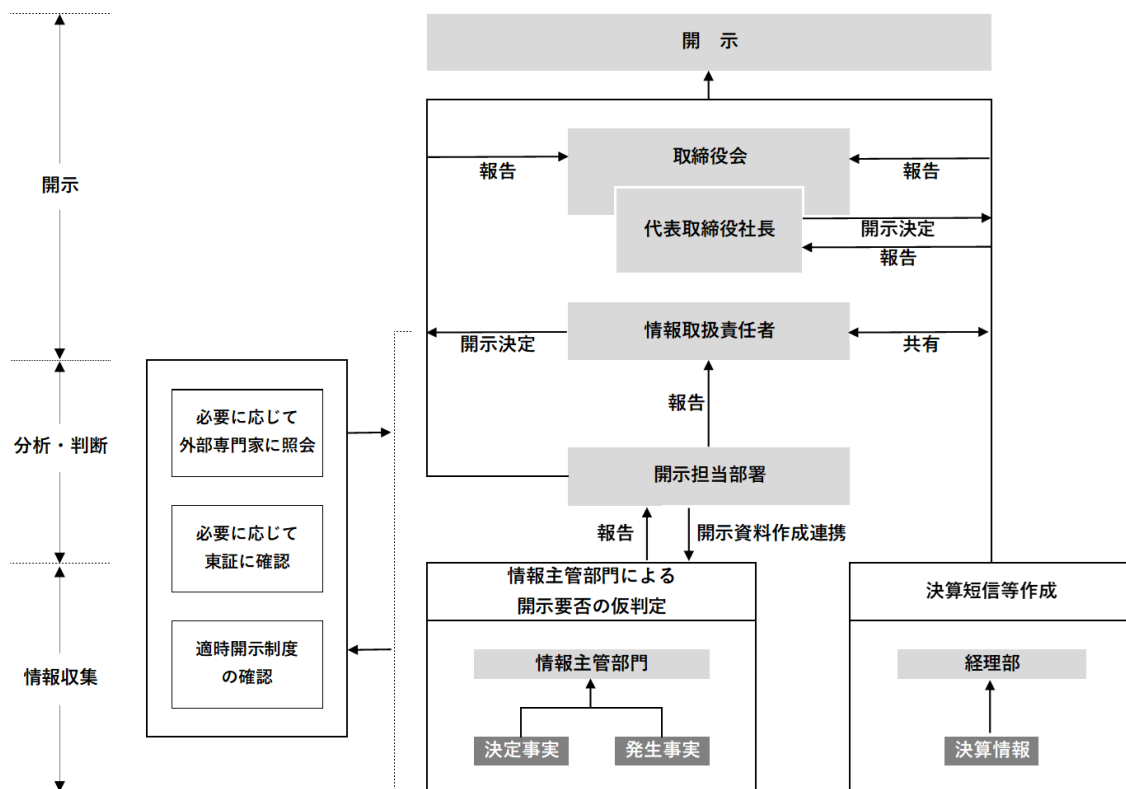 開　示
取締役会
報告
報告
開示
代表取締役社長
開示決定
報告
情報取扱責任者
開示決定
共有
報告
必要に応じて
外部専門家に照会
分析・判断
開示担当部署
必要に応じて
東証に確認
報告
開示資料作成連携
情報主管部門による
開示要否の仮判定
決算短信等作成
適時開示制度
の確認
情報収集
情報主管部門
経理部
決定事実
発生事実
決算情報